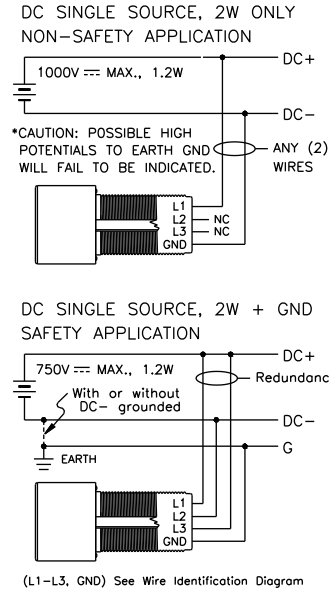 DC SINGLE SOURCE, 2W ONLY
NON-SAFETY APPLICATION
DC+
1000V ⎓ MAX., 1.2W
DC-
*CAUTION: POSSIBLE HIGH
POTENTIALS TO EARTH GND
WILL FAIL TO BE INDICATED.
ANY (2)
WIRES
L1
L2 NC
L3 NC
GND
DC SINGLE SOURCE, 2W + GND
SAFETY APPLICATION
DC+
750V ⎓ MAX., 1.2W
Redundanc
With or without
DC- grounded
DC-
G
EARTH
L1
L2
L3
GND
(L1-L3, GND) See Wire Identification Diagram